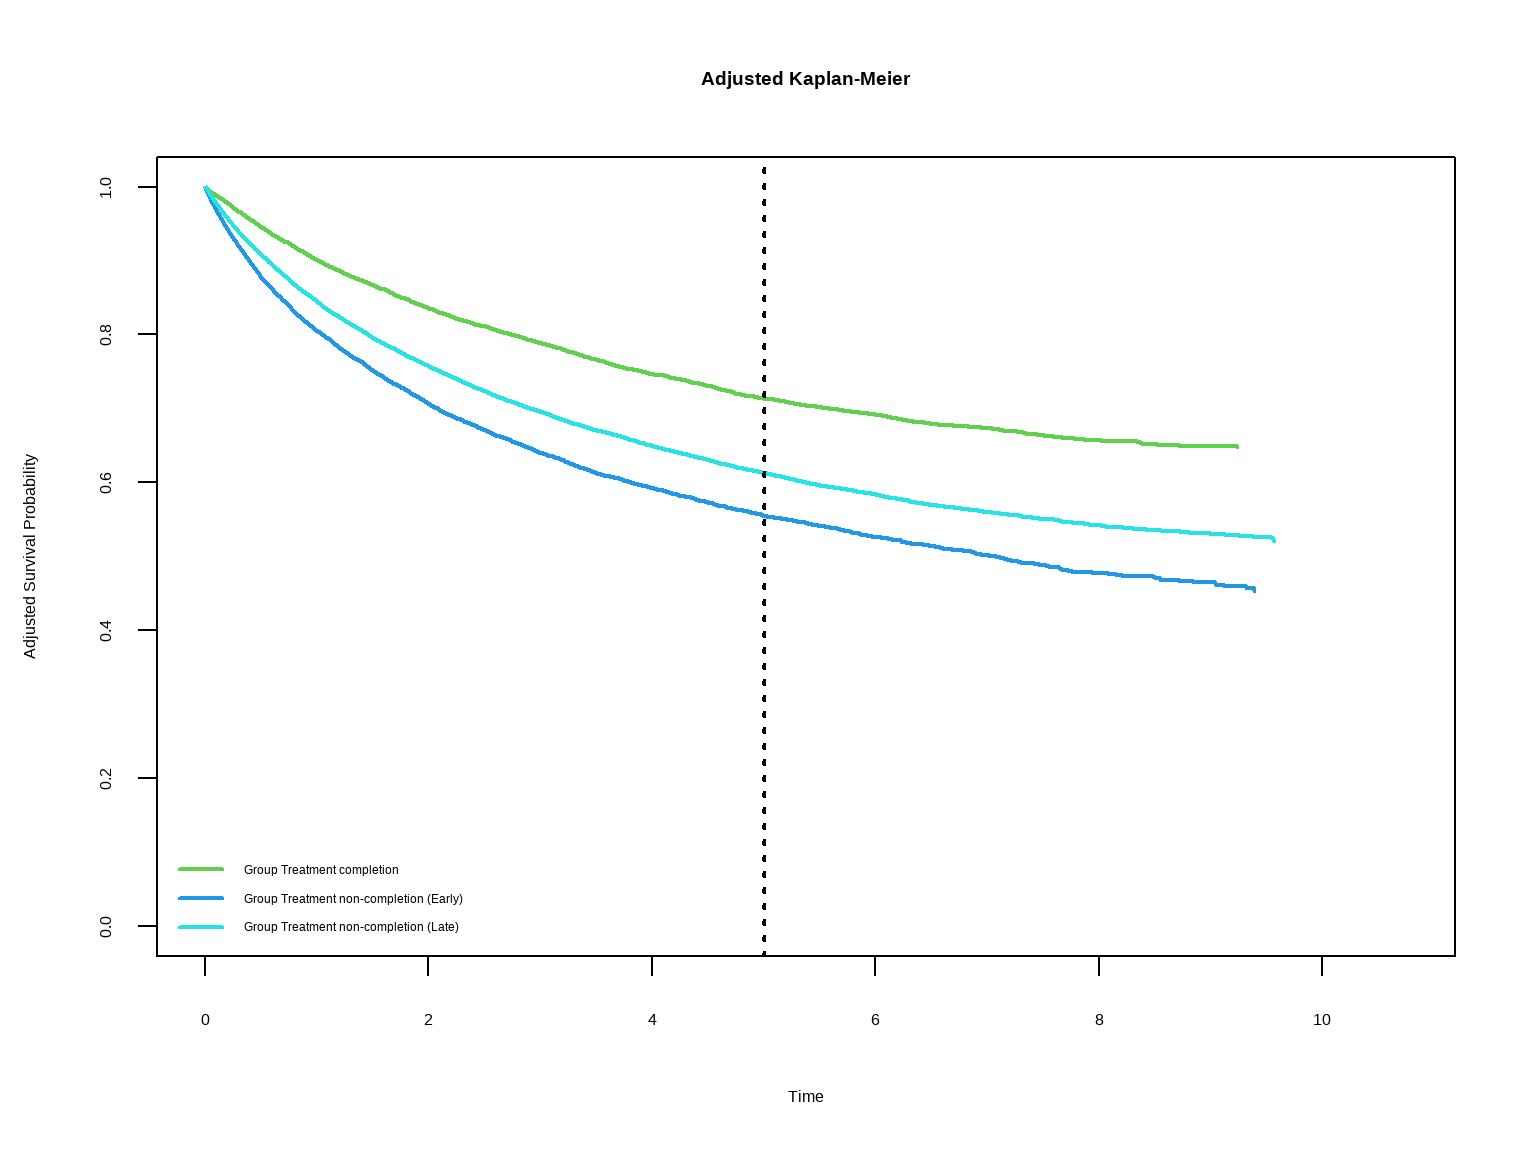 Adjusted Kaplan-Meier
Adjusted Survival Probability
1.0
0.8
0.6
0.4
0.2
0.0
Group Treatment completion
Group Treatment non-completion (Early)
Group Treatment non-completion (Late)
0 2 4 6 8 10
Time